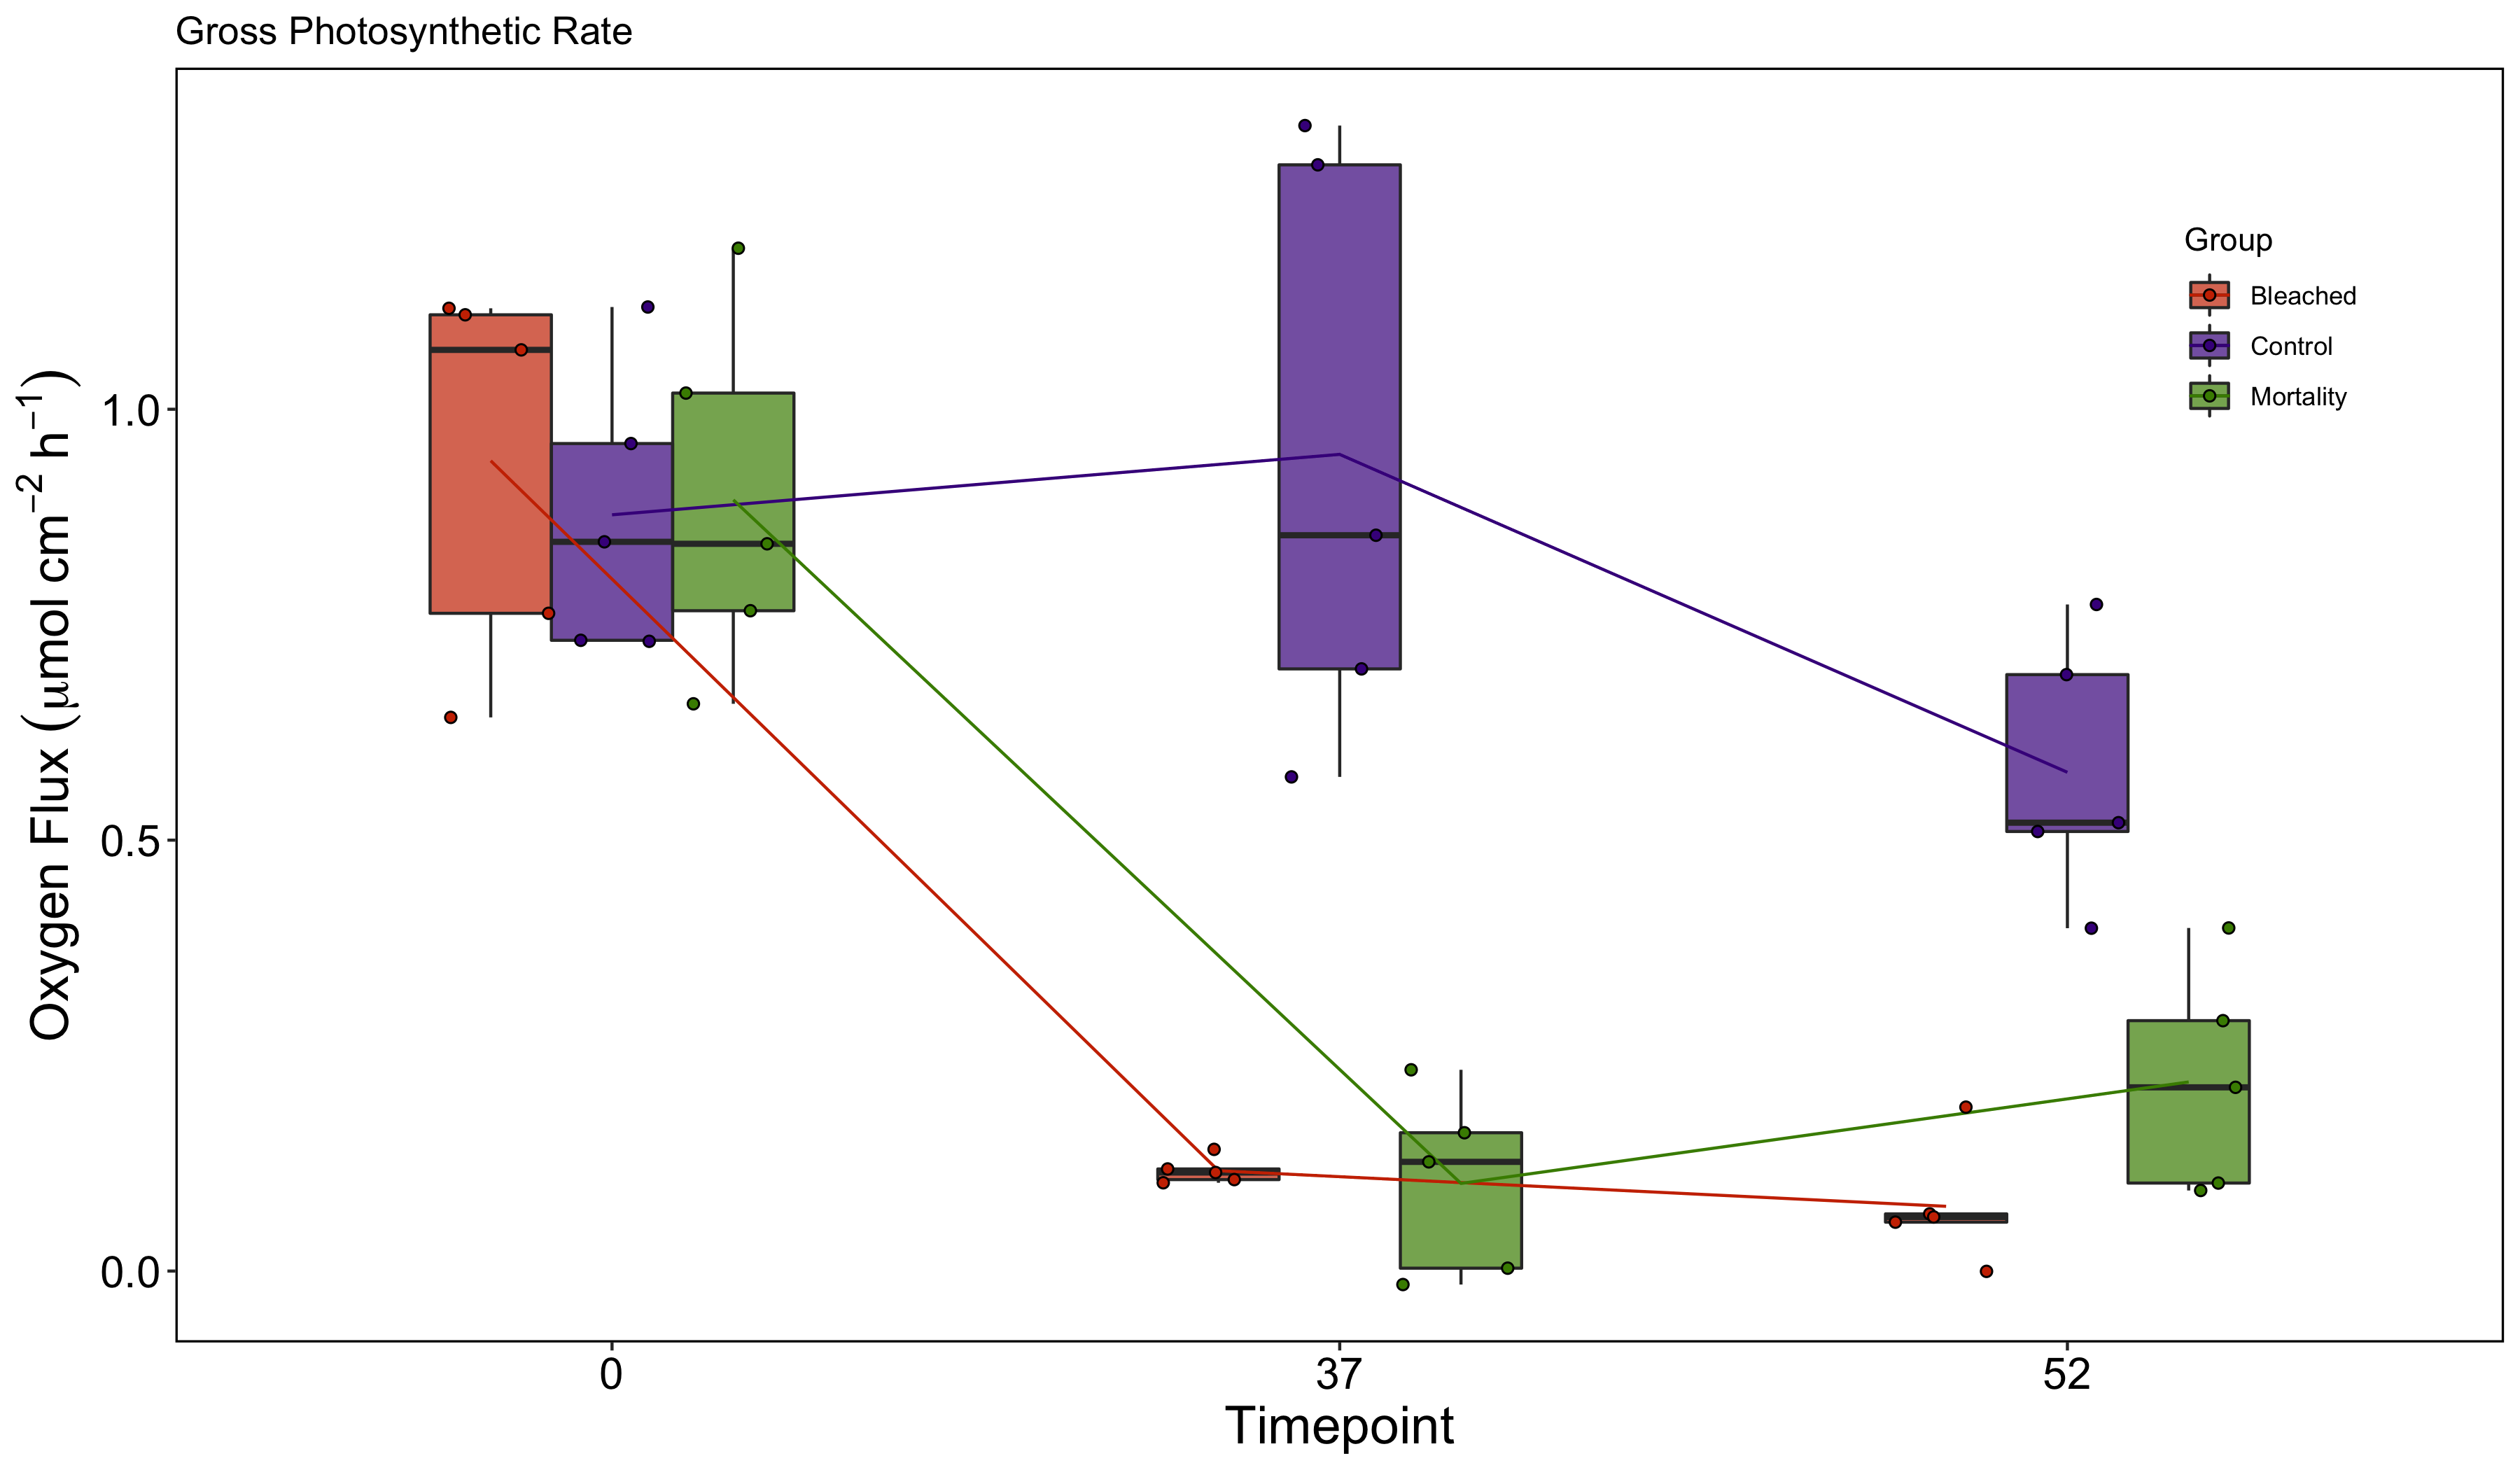 Gross Photosynthetic Rate
Oxygen Flux (μmol cm⁻² h⁻¹)
1.0
0.5
0.0
Group
Bleached
Control
Mortality
0 37 52
Timepoint